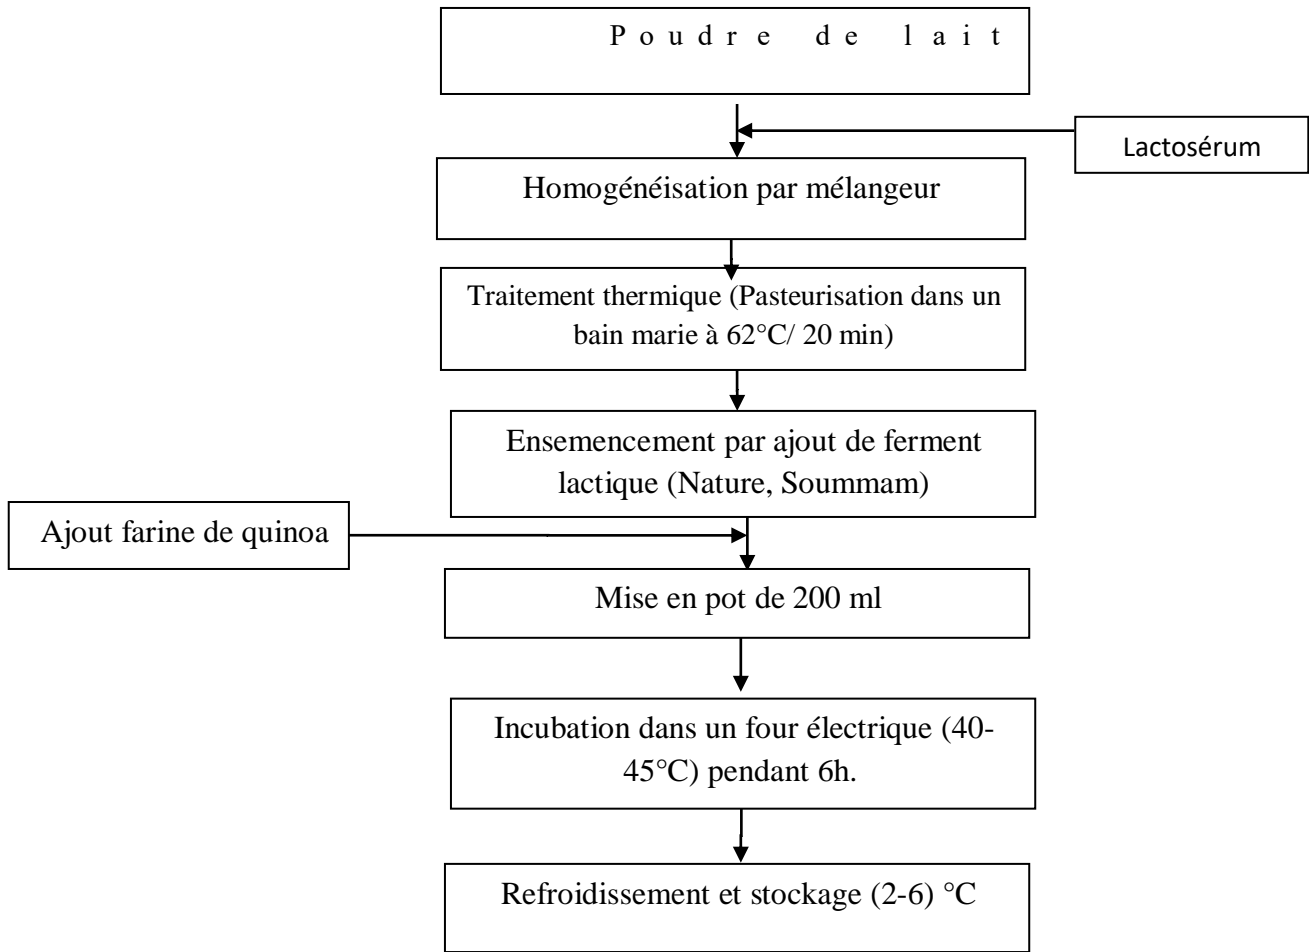 Poudre de lait
Lactosérum
Homogénéisation par mélangeur
Traitement thermique (Pasteurisation dans un
bain marie à 62°C/ 20 min)
Ensemencement par ajout de ferment
lactique (Nature, Soummam)
Ajout farine de quinoa
Mise en pot de 200 ml
Incubation dans un four électrique (40-
45°C) pendant 6h.
Refroidissement et stockage (2-6) °C